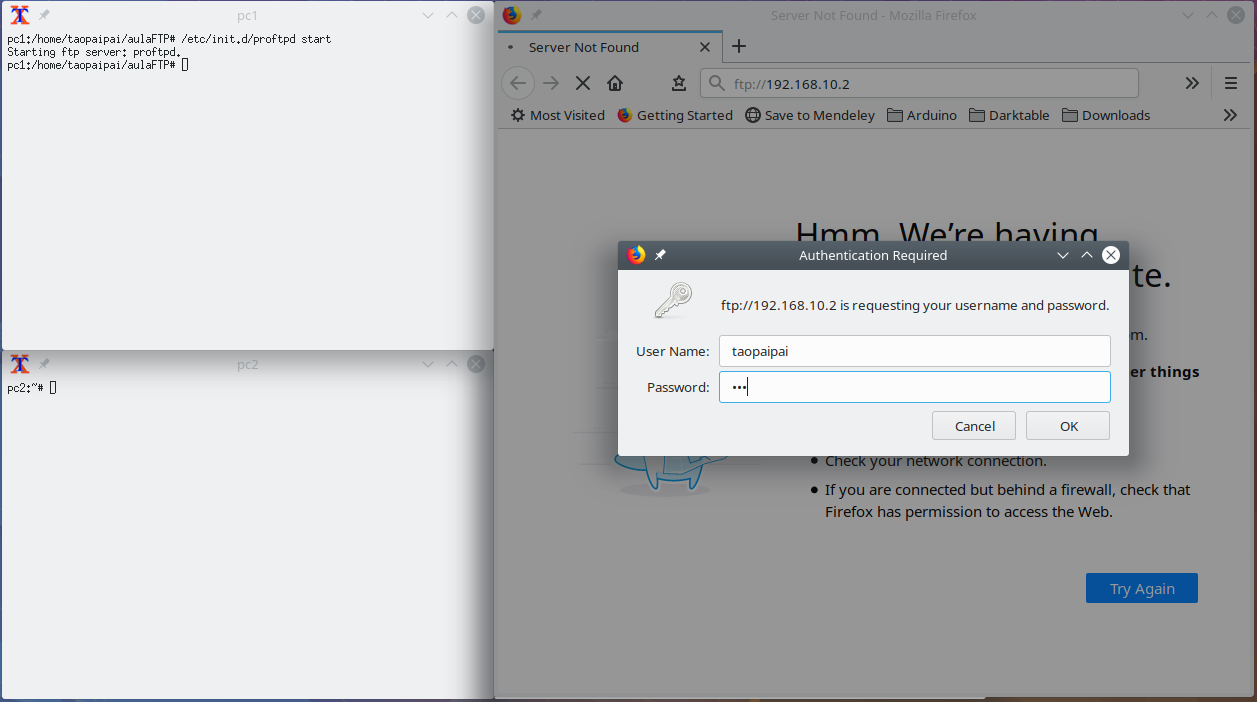 pc1
pc1:/home/taopaipai/aulaFTP# /etc/init.d/proftpd start
Starting ftp server: proftpd.
pc1:/home/taopaipai/aulaFTP#
pc2
pc2:~#
Server Not Found - Mozilla Firefox
Server Not Found
ftp://192.168.10.2
Most Visited Getting Started Save to Mendeley Arduino Darktable Downloads
Hmm. We're having
te.
m.
er things
Authentication Required
ftp://192.168.10.2 is requesting your username and password.
User Name: taopaipai
Password: •••
Cancel OK
• Check your network connection.
• If you are connected but behind a firewall, check that
Firefox has permission to access the Web.
Try Again